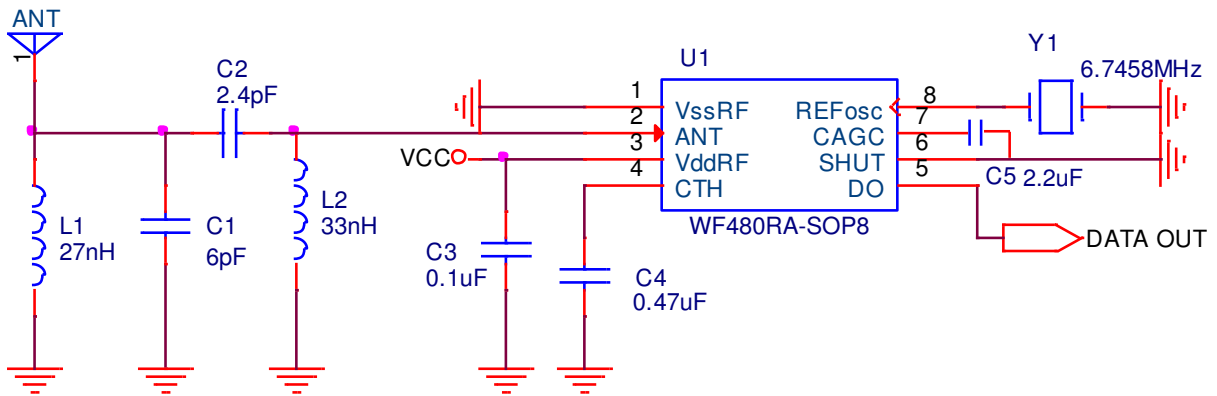 ANT
1
C2
2.4pF
L1
27nH
C1
6pF
L2
33nH
VCC
C3
0.1uF
C4
0.47uF
U1
1
2
3
4
VssRF
ANT
VddRF
CTH
REFosc
CAGC
SHUT
DO
8
7
6
5
WF480RA-SOP8
Y1
6.7458MHz
C5 2.2uF
DATA OUT